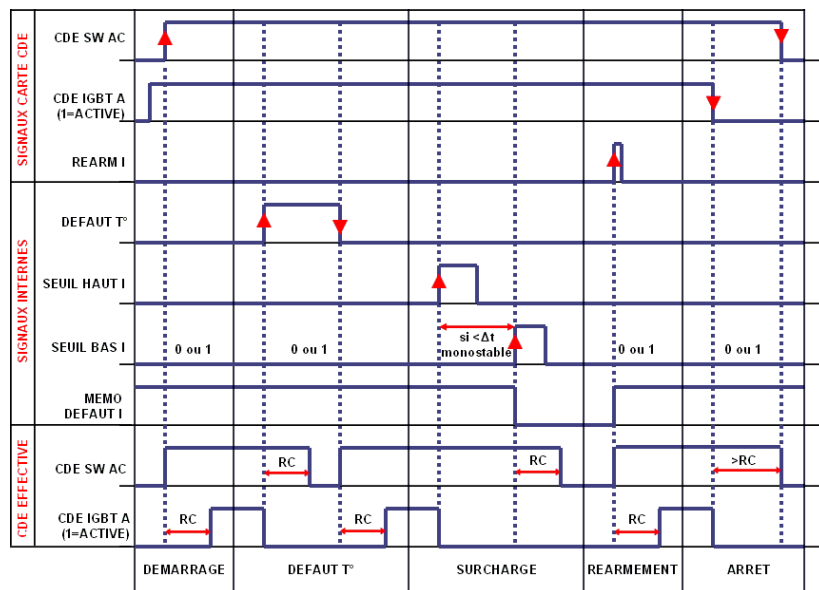 SIGNAUX CARTE CDE
CDE SW AC
CDE IGBT A
(1=ACTIVE)
REARM I
SIGNAUX INTERNES
DEFAUT T°
SEUIL HAUT I
SEUIL BAS I
0 ou 1
0 ou 1
si <Δt
monostable
0 ou 1
0 ou 1
MEMO
DEFAUT I
CDE EFFECTIVE
CDE SW AC
RC
RC
>RC
CDE IGBT A
(1=ACTIVE)
RC
RC
RC
DEMARRAGE
DEFAUT T°
SURCHARGE
REARMEMENT
ARRET